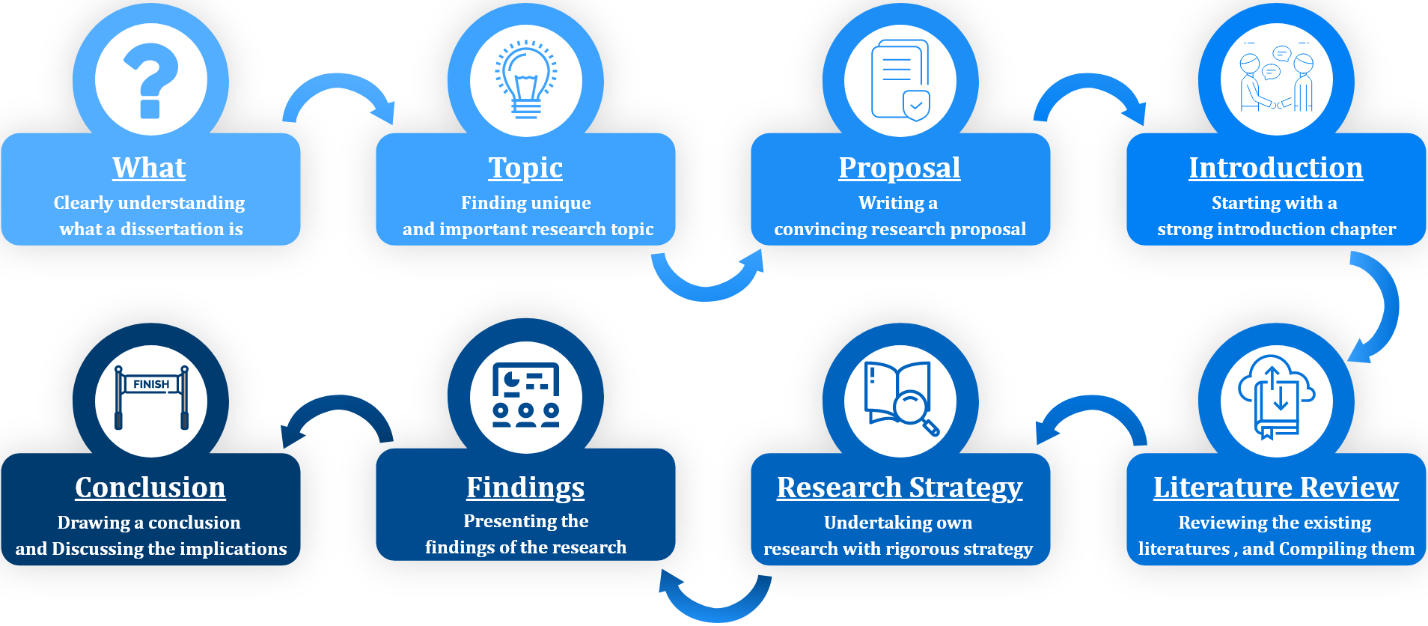 What
Clearly understanding
what a dissertation is
Topic
Finding unique
and important research topic
Proposal
Writing a
convincing research proposal
Introduction
Starting with a
strong introduction chapter
Literature Review
Reviewing the existing
literatures , and Compiling them
Research Strategy
Undertaking own
research with rigorous strategy
Findings
Presenting the
findings of the research
FINISH
Conclusion
Drawing a conclusion
and Discussing the implications